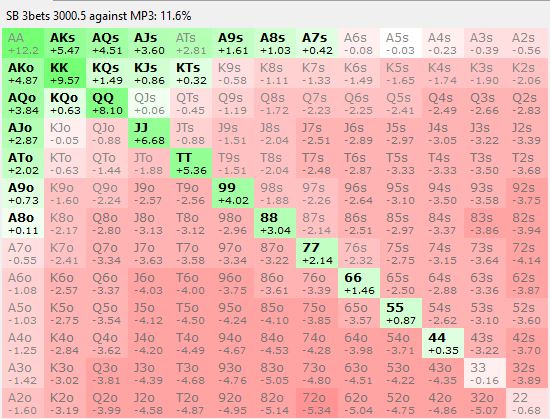 SB 3bets 3000.5 against MP3: 11.6%
AA AKs AQs AJs ATs A9s A8s A7s A6s A5s A4s A3s A2s
+12.2 +5.47 +4.51 +3.60 +2.81 +1.61 +1.03 +0.42 -0.08 -0.03 -0.23 -0.39 -0.56
AKo KK KQs KJs KTs K9s K8s K7s K6s K5s K4s K3s K2s
+4.87 +9.57 +1.49 +0.86 +0.32 -0.58 -1.11 -1.33 -1.49 -1.65 -1.74 -1.90 -2.06
AQo KQo QQ QJs QTs Q9s Q8s Q7s Q6s Q5s Q4s Q3s Q2s
+3.84 +0.63 +8.10 +0.06 -0.45 -1.19 -1.72 -2.23 -2.25 -2.41 -2.49 -2.66 -2.83
AJo KJo QJo JJ JTs J9s J8s J7s J6s J5s J4s J3s J2s
+2.87 -0.05 -0.88 +6.68 -0.88 -1.51 -2.04 -2.51 -2.89 -2.97 -3.05 -3.22 -3.39
ATo KTo QTo JTo TT T9s T8s T7s T6s T5s T4s T3s T2s
+2.02 -0.63 -1.44 -1.88 +5.36 -1.51 -2.04 -2.48 -2.87 -3.33 -3.33 -3.50 -3.68
A9o K9o Q9o J9o T9o 99 98s 97s 96s 95s 94s 93s 92s
+0.73 -1.60 -2.24 -2.57 -2.56 +4.02 -1.88 -2.26 -2.64 -3.10 -3.50 -3.58 -3.75
A8o K8o Q8o J8o T8o 98o 88 87s 86s 85s 84s 83s 82s
+0.11 -2.17 -2.80 -3.13 -3.12 -2.96 +3.04 -2.14 -2.51 -2.97 -3.37 -3.86 -3.94
A7o K7o Q7o J7o T7o 97o 87o 77 76s 75s 74s 73s 72s
-0.55 -2.41 -3.34 -3.63 -3.58 -3.34 -3.22 +2.14 -2.32 -2.75 -3.15 -3.64 -4.14
A6o K6o Q6o J6o T6o 96o 86o 76o 66 65s 64s 63s 62s
-1.08 -2.57 -3.37 -4.03 -4.00 -3.75 -3.61 -3.39 +1.46 -2.50 -2.88 -3.36 -3.87
A5o K5o Q5o J5o T5o 95o 85o 75o 65o 55 54s 53s 52s
-1.03 -2.75 -3.54 -4.12 -4.50 -4.24 -4.10 -3.85 -3.57 +0.87 -2.62 -3.10 -3.60
A4o K4o Q4o J4o T4o 94o 84o 74o 64o 54o 44 43s 42s
-1.25 -2.84 -3.62 -4.20 -4.49 -4.67 -4.53 -4.28 -3.98 -3.71 +0.35 -3.22 -3.70
A3o K3o Q3o J3o T3o 93o 83o 73o 63o 53o 43o 33 32s
-1.42 -3.02 -3.81 -4.39 -4.68 -4.76 -5.05 -4.80 -4.51 -4.22 -4.35 -0.16 -3.89
A2o K2o Q2o J2o T2o 92o 82o 72o 62o 52o 42o 32o 22
-1.60 -3.19 -3.99 -4.58 -4.87 -4.95 -5.14 -5.34 -5.04 -4.75 -4.86 -5.07 -0.68